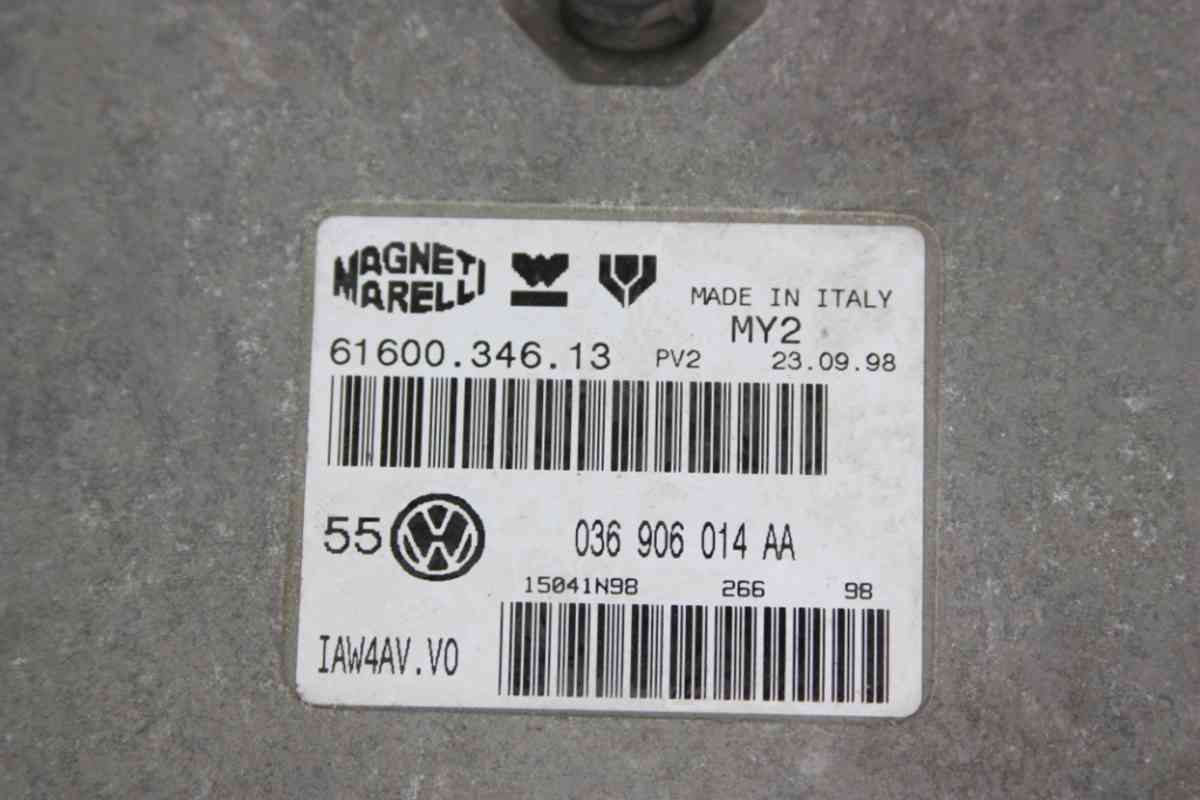 MAGNETI
MARELLI
MADE IN ITALY
MY2
61600.346.13 PV2 23.09.98
55 036 906 014 AA
15041N98 266 98
IAW4AV.V0